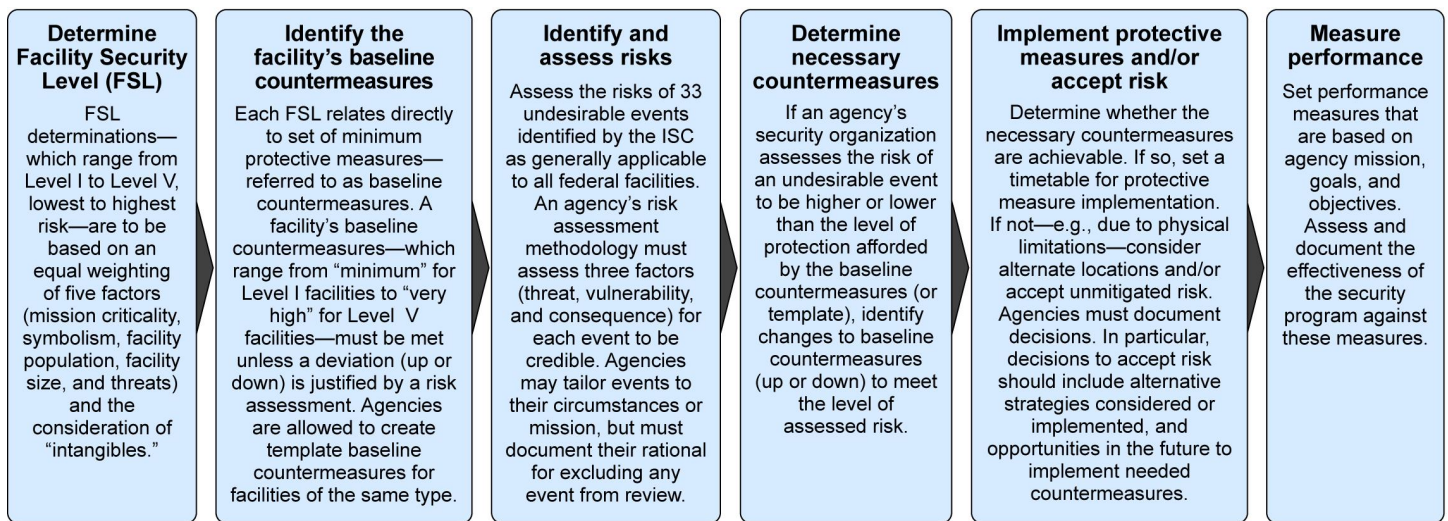 Determine
Facility Security
Level (FSL)
FSL
determinations—
which range from
Level I to Level V,
lowest to highest
risk—are to be
based on an
equal weighting
of five factors
(mission criticality,
symbolism, facility
population, facility
size, and threats)
and the
consideration of
“intangibles.”
Identify the
facility’s baseline
countermeasures
Each FSL relates directly
to set of minimum
protective measures—
referred to as baseline
countermeasures. A
facility’s baseline
countermeasures—which
range from “minimum” for
Level I facilities to “very
high” for Level V
facilities—must be met
unless a deviation (up or
down) is justified by a risk
assessment. Agencies
are allowed to create
template baseline
countermeasures for
facilities of the same type.
Identify and
assess risks
Assess the risks of 33
undesirable events
identified by the ISC
as generally applicable
to all federal facilities.
An agency’s risk
assessment
methodology must
assess three factors
(threat, vulnerability,
and consequence) for
each event to be
credible. Agencies
may tailor events to
their circumstances or
mission, but must
document their rational
for excluding any
event from review.
Determine
necessary
countermeasures
If an agency’s
security organization
assesses the risk of
an undesirable event
to be higher or lower
than the level of
protection afforded
by the baseline
countermeasures (or
template), identify
changes to baseline
countermeasures
(up or down) to meet
the level of
assessed risk.
Implement protective
measures and/or
accept risk
Determine whether the
necessary countermeasures
are achievable. If so, set a
timetable for protective
measure implementation.
If not—e.g., due to physical
limitations—consider
alternate locations and/or
accept unmitigated risk.
Agencies must document
decisions. In particular,
decisions to accept risk
should include alternative
strategies considered or
implemented, and
opportunities in the future to
implement needed
countermeasures.
Measure
performance
Set performance
measures that
are based on
agency mission,
goals, and
objectives.
Assess and
document the
effectiveness of
the security
program against
these measures.